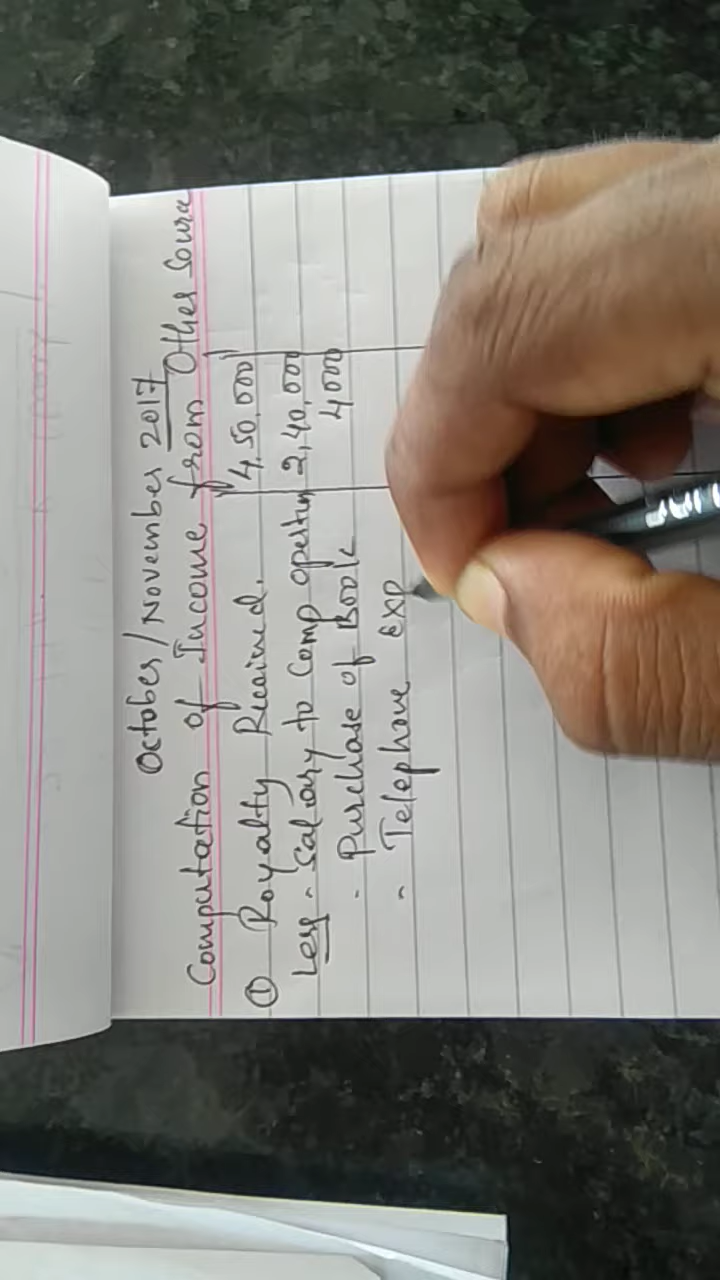 October/November 2017
Computation of Income from Other Source
① Royalty Received. 4,50,000
Less - Salary to Comp operter 2,40,000
- Purchase of Book 4000
- Telephone Exp